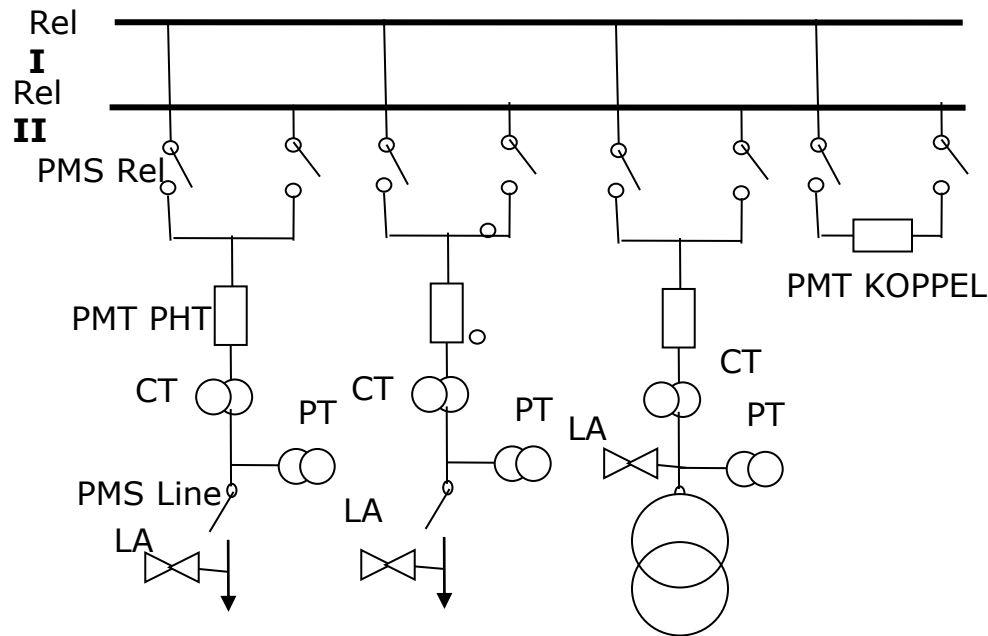 Rel
I
Rel
II
PMS Rel
PMT KOPPEL
PMT PHT
CT
CT
CT
PT
PT
PT
LA
PMS Line
LA
LA